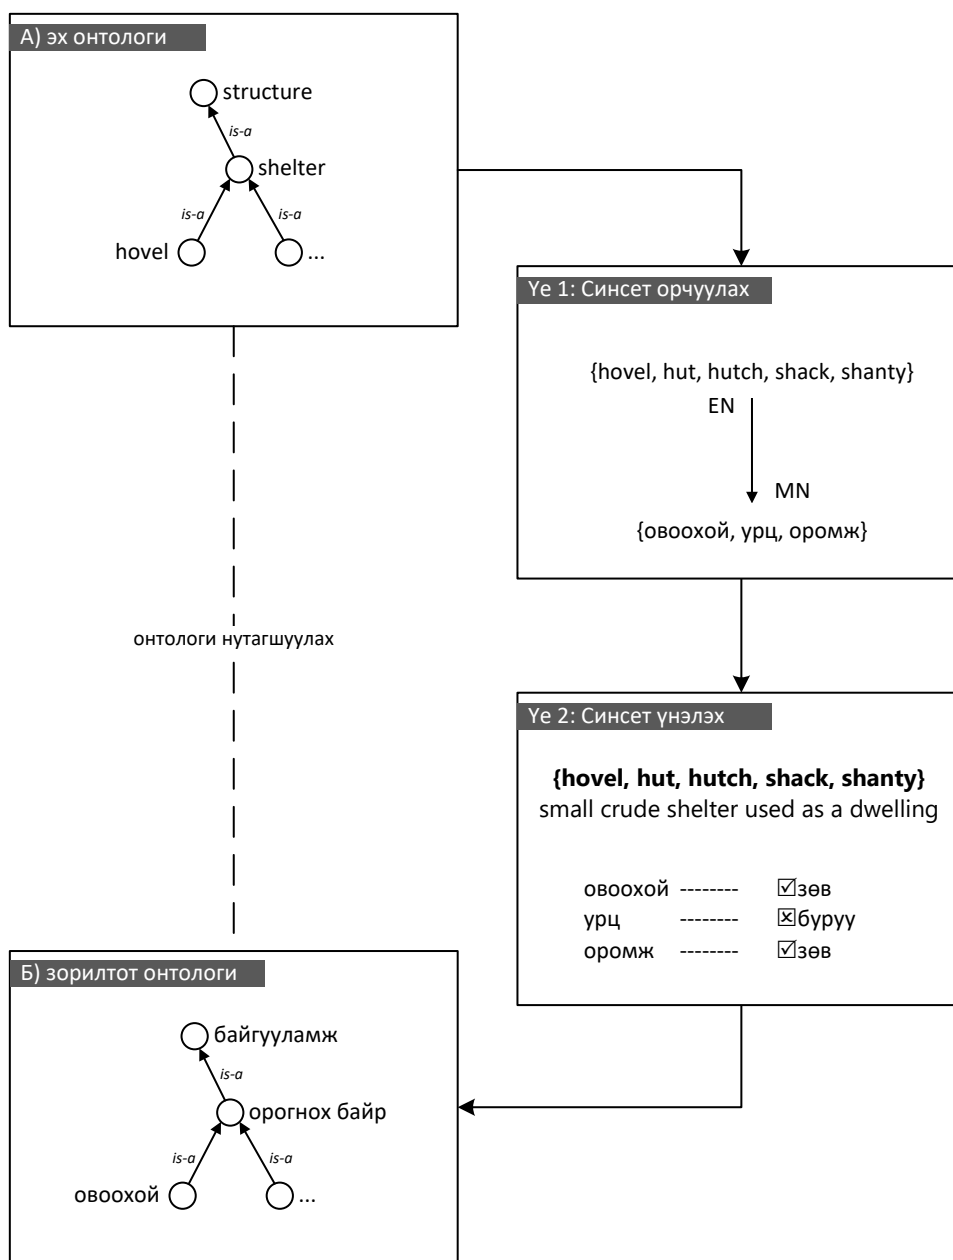 А) эх онтологи
structure
is-a
shelter
is-a
is-a
hovel
...
Үе 1: Синсет орчуулах
{hovel, hut, hutch, shack, shanty}
EN
MN
{овоохой, урц, оромж}
онтологи нутагшуулах
Үе 2: Синсет үнэлэх
{hovel, hut, hutch, shack, shanty}
small crude shelter used as a dwelling
овоохой -------- ☑зөв
урц -------- ☒буруу
оромж -------- ☑зөв
Б) зорилтот онтологи
байгууламж
is-a
орогнох байр
is-a
is-a
овоохой
...